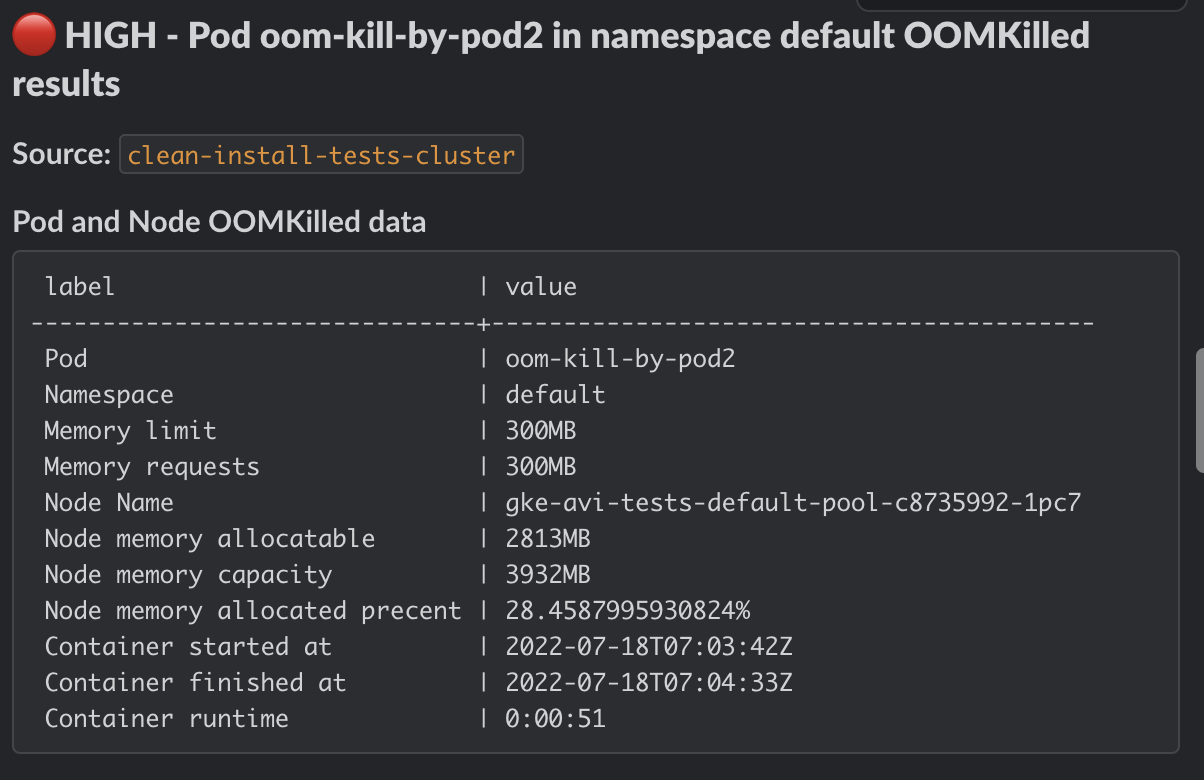 🔴 HIGH - Pod oom-kill-by-pod2 in namespace default OOMKilled
results
Source: clean-install-tests-cluster
Pod and Node OOMKilled data
label | value
-------------------------------+------------------------------------------
Pod | oom-kill-by-pod2
Namespace | default
Memory limit | 300MB
Memory requests | 300MB
Node Name | gke-avi-tests-default-pool-c8735992-1pc7
Node memory allocatable | 2813MB
Node memory capacity | 3932MB
Node memory allocated precent | 28.4587995930824%
Container started at | 2022-07-18T07:03:42Z
Container finished at | 2022-07-18T07:04:33Z
Container runtime | 0:00:51